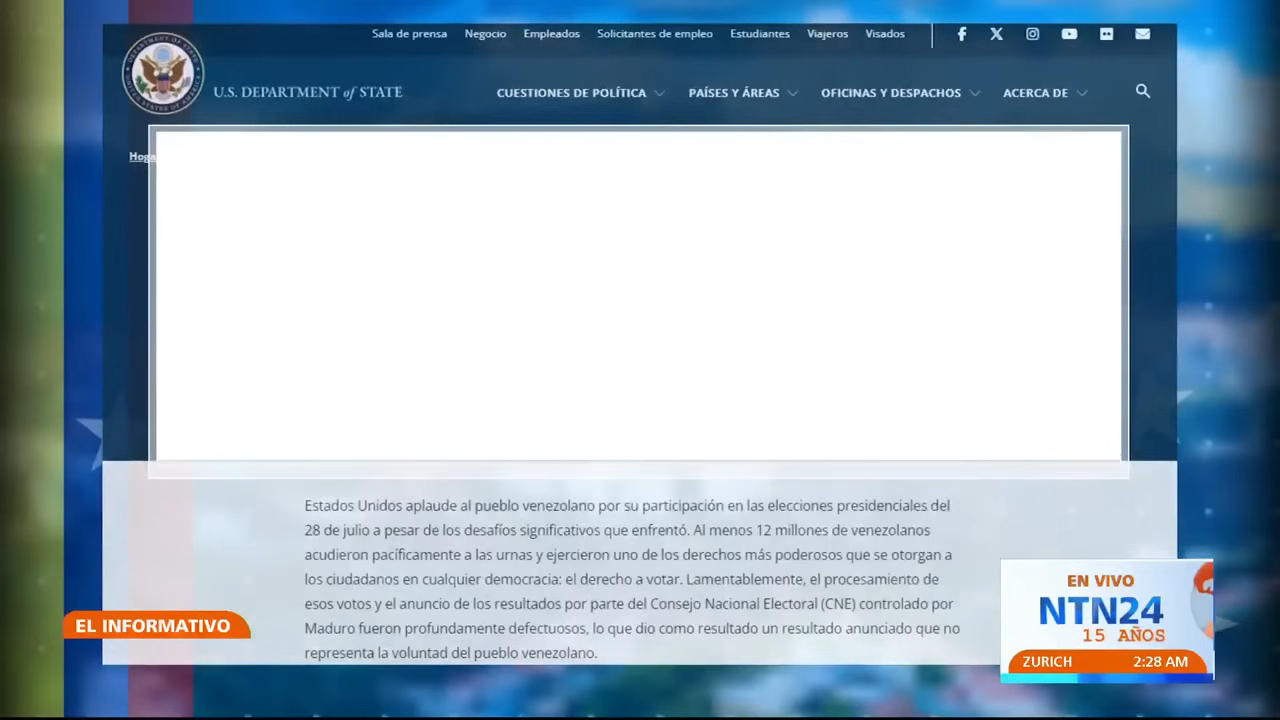 Sala de prensa Negocio Empleados Solicitantes de empleo Estudiantes Viajeros Visados
U.S. DEPARTMENT of STATE
CUESTIONES DE POLÍTICA PAÍSES Y ÁREAS OFICINAS Y DESPACHOS ACERCA DE
Estados Unidos aplaude al pueblo venezolano por su participación en las elecciones presidenciales del
28 de julio a pesar de los desafíos significativos que enfrentó. Al menos 12 millones de venezolanos
acudieron pacíficamente a las urnas y ejercieron uno de los derechos más poderosos que se otorgan a
los ciudadanos en cualquier democracia: el derecho a votar. Lamentablemente, el procesamiento de
esos votos y el anuncio de los resultados por parte del Consejo Nacional Electoral (CNE) controlado por
Maduro fueron profundamente defectuosos, lo que dio como resultado un resultado anunciado que no
representa la voluntad del pueblo venezolano.
EL INFORMATIVO
EN VIVO
NTN24
15 AÑOS
ZURICH 2:28 AM